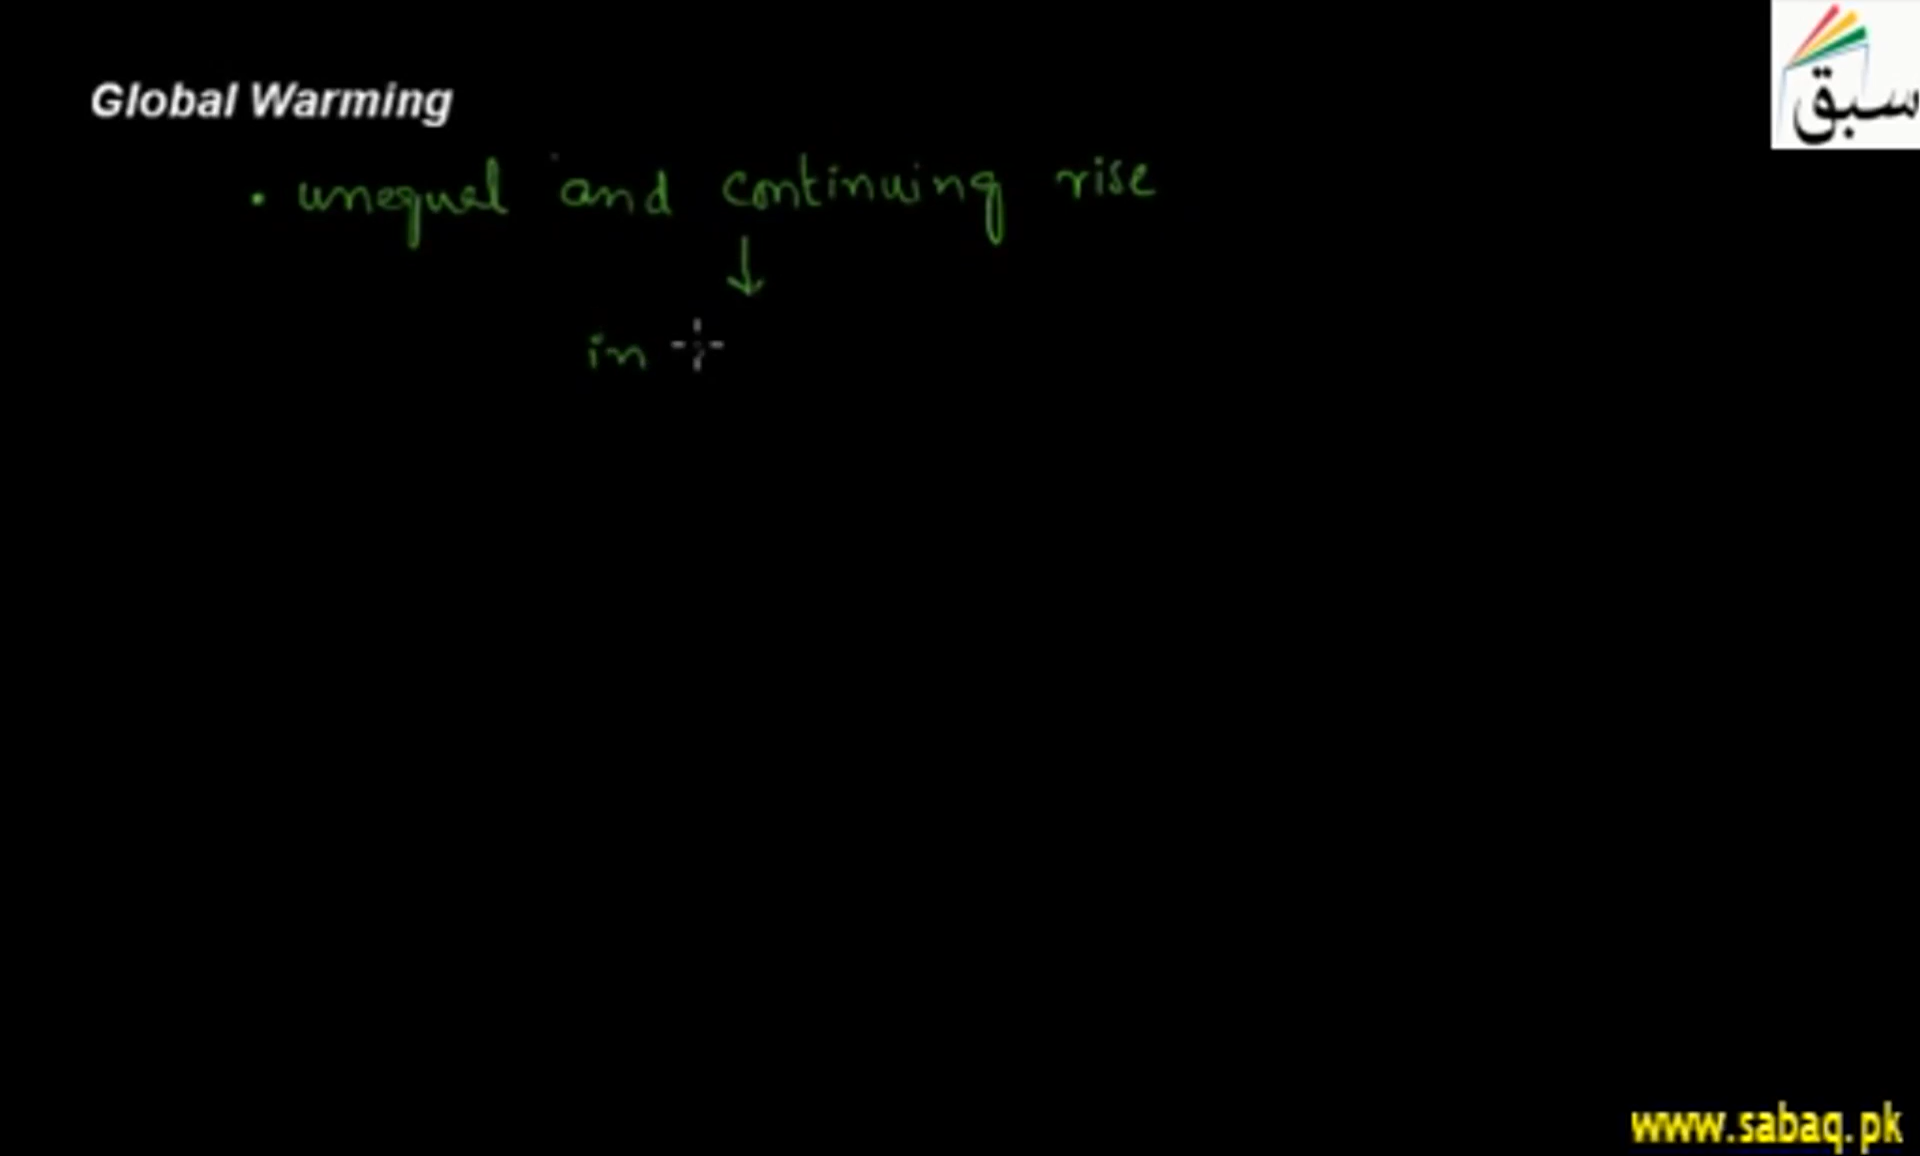 سبق
Global Warming
• unequal and continuing rise
↓
in
www.sabaq.pk